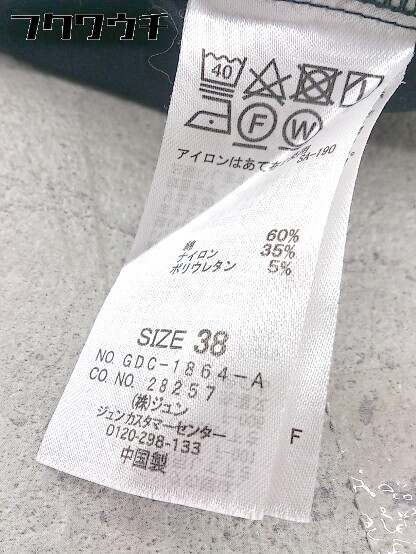 フクワウチ
40
F W
アイロンはあて
SA-190
綿 60%
ナイロン 35%
ポリウレタン 5%
SIZE 38
NO. GDC-1864-A
CO. NO. 28257
(株)ジュン
ジュンカスタマーセンター
0120-298-133
中国製
F